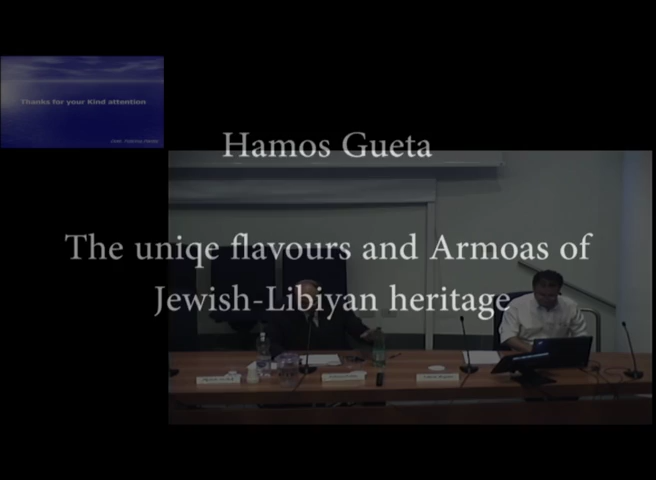 Thanks for your Kind attention
Hamos Gueta
The uniqe flavours and Armoas of
Jewish-Libiyan heritage